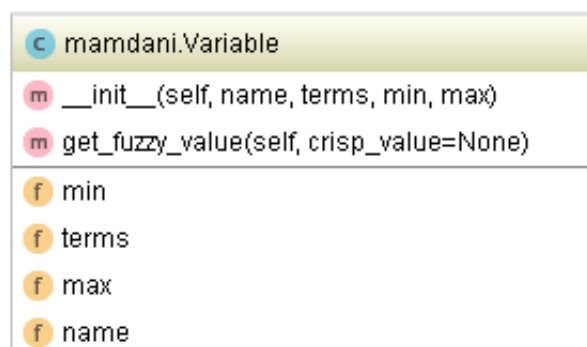 C mamdani.Variable
m __init__(self, name, terms, min, max)
m get_fuzzy_value(self, crisp_value=None)
f min
f terms
f max
f name